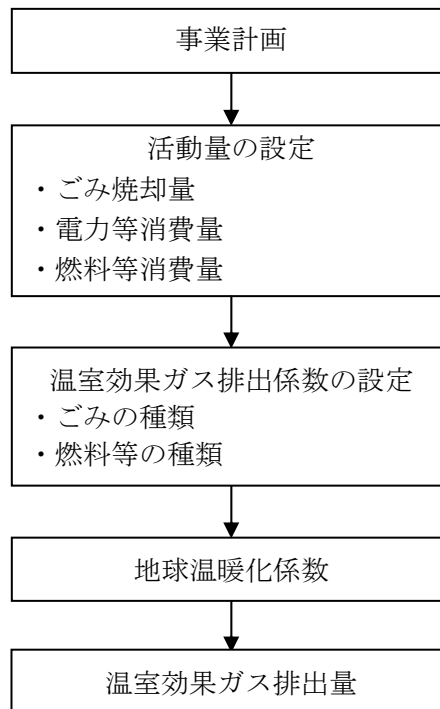 事業計画
活動量の設定
・ごみ焼却量
・電力等消費量
・燃料等消費量
温室効果ガス排出係数の設定
・ごみの種類
・燃料等の種類
地球温暖化係数
温室効果ガス排出量